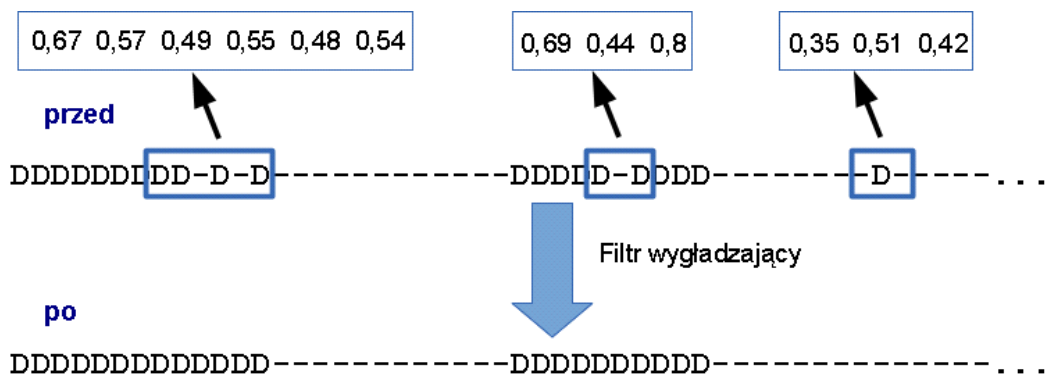 0,67 0,57 0,49 0,55 0,48 0,54
0,69 0,44 0,8
0,35 0,51 0,42
przed
DDDDDDDDD-D-D------------DDDDD-DDDD--------D-----...
Filtr wygładzający
po
DDDDDDDDDDDDD------------DDDDDDDDDD--------------...